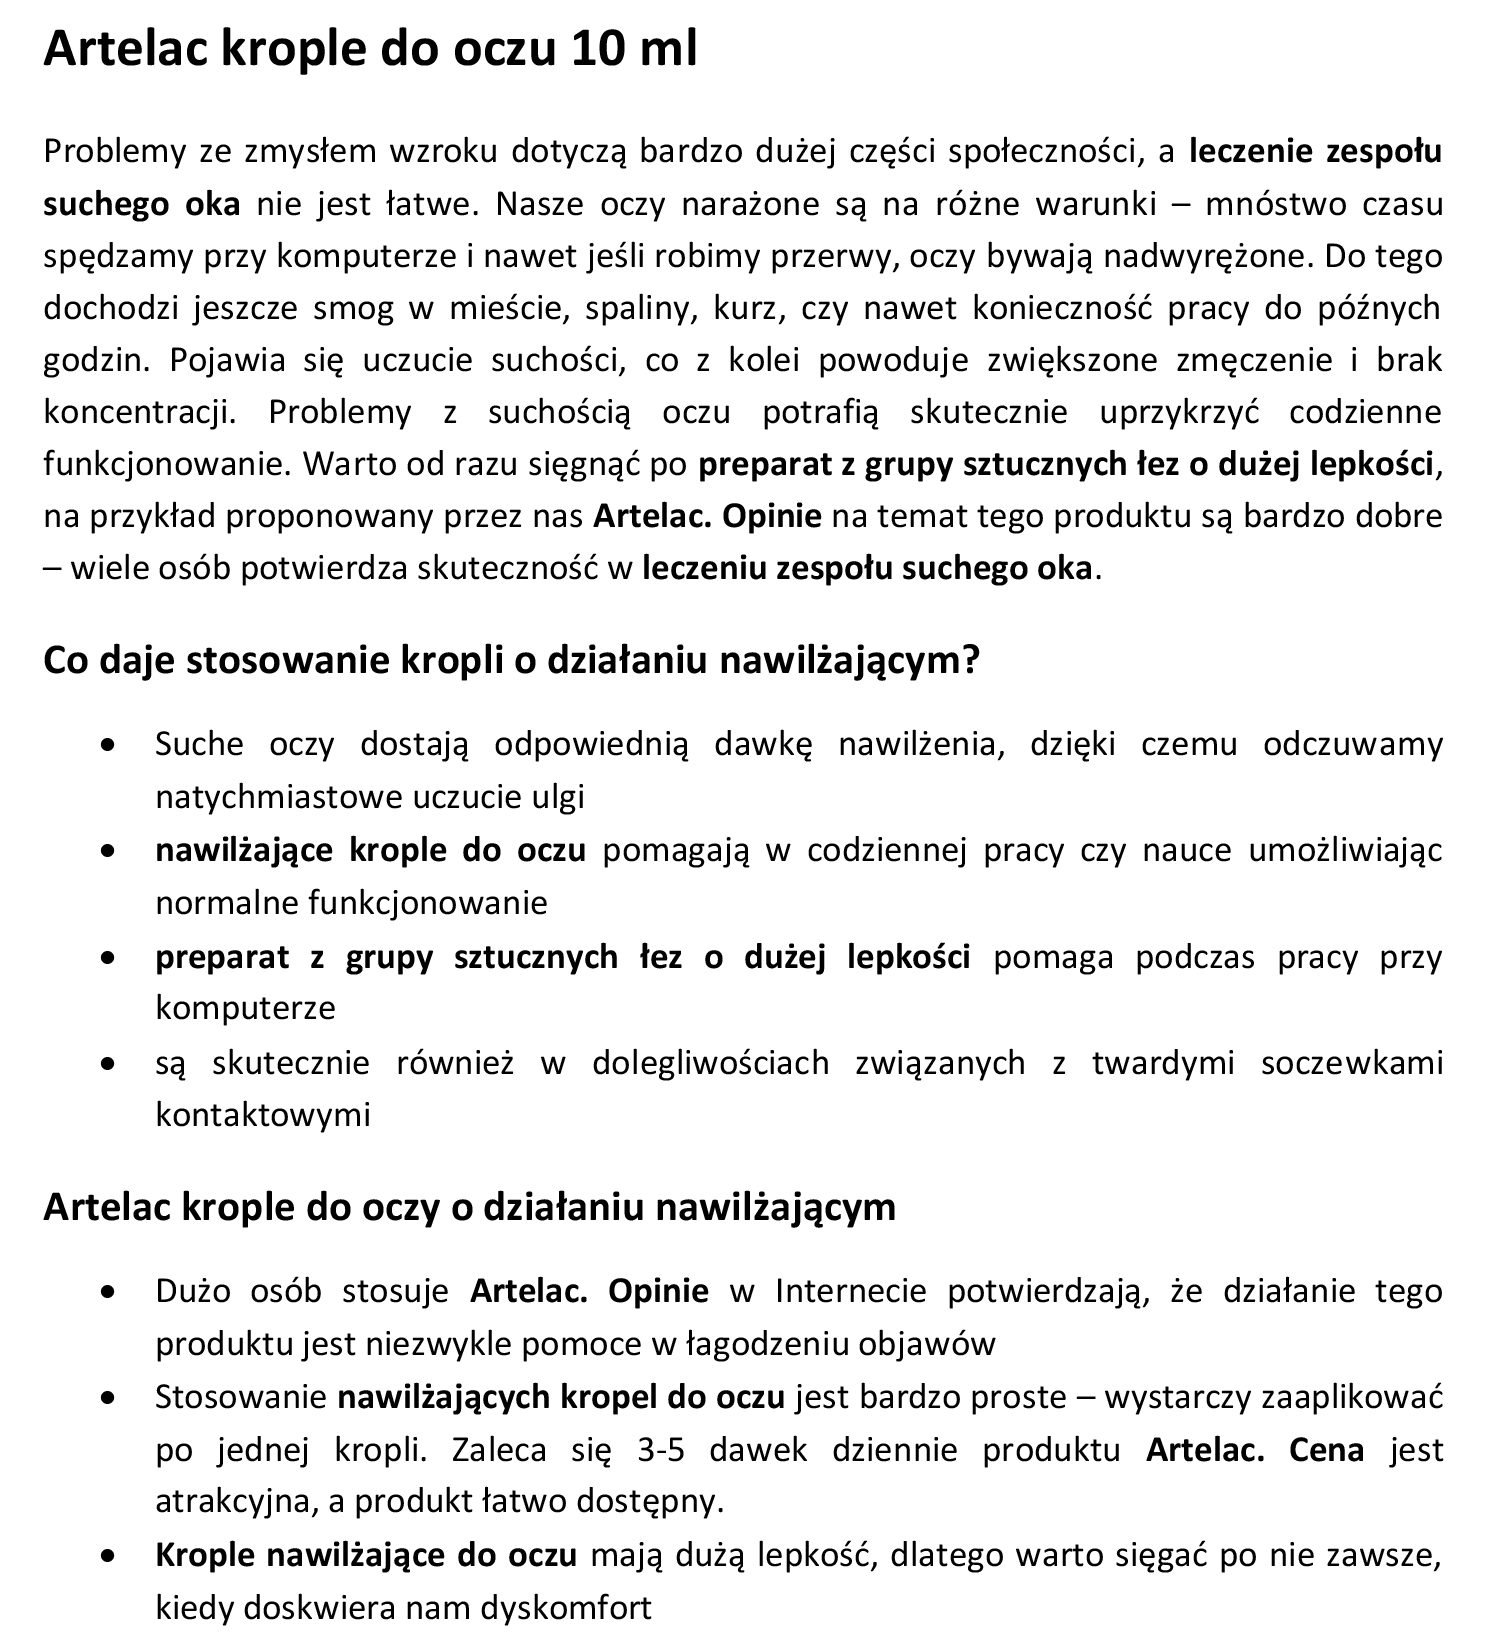 Artelac krople do oczu 10 ml
Problemy ze zmysłem wzroku dotyczą bardzo dużej części społeczności, a leczenie zespołu
suchego oka nie jest łatwe. Nasze oczy narażone są na różne warunki – mnóstwo czasu
spędzamy przy komputerze i nawet jeśli robimy przerwy, oczy bywają nadwyrężone. Do tego
dochodzi jeszcze smog w mieście, spaliny, kurz, czy nawet konieczność pracy do późnych
godzin. Pojawia się uczucie suchości, co z kolei powoduje zwiększone zmęczenie i brak
koncentracji. Problemy z suchością oczu potrafią skutecznie uprzykrzyć codzienne
funkcjonowanie. Warto od razu sięgnąć po preparat z grupy sztucznych łez o dużej lepkości,
na przykład proponowany przez nas Artelac. Opinie na temat tego produktu są bardzo dobre
– wiele osób potwierdza skuteczność w leczeniu zespołu suchego oka.
Co daje stosowanie kropli o działaniu nawilżającym?
• Suche oczy dostają odpowiednią dawkę nawilżenia, dzięki czemu odczuwamy
natychmiastowe uczucie ulgi
• nawilżające krople do oczu pomagają w codziennej pracy czy nauce umożliwiając
normalne funkcjonowanie
• preparat z grupy sztucznych łez o dużej lepkości pomaga podczas pracy przy
komputerze
• są skutecznie również w dolegliwościach związanych z twardymi soczewkami
kontaktowymi
Artelac krople do oczy o działaniu nawilżającym
• Dużo osób stosuje Artelac. Opinie w Internecie potwierdzają, że działanie tego
produktu jest niezwykle pomoce w łagodzeniu objawów
• Stosowanie nawilżających kropel do oczu jest bardzo proste – wystarczy zaaplikować
po jednej kropli. Zaleca się 3-5 dawek dziennie produktu Artelac. Cena jest
atrakcyjna, a produkt łatwo dostępny.
• Krople nawilżające do oczu mają dużą lepkość, dlatego warto sięgać po nie zawsze,
kiedy doskwiera nam dyskomfort